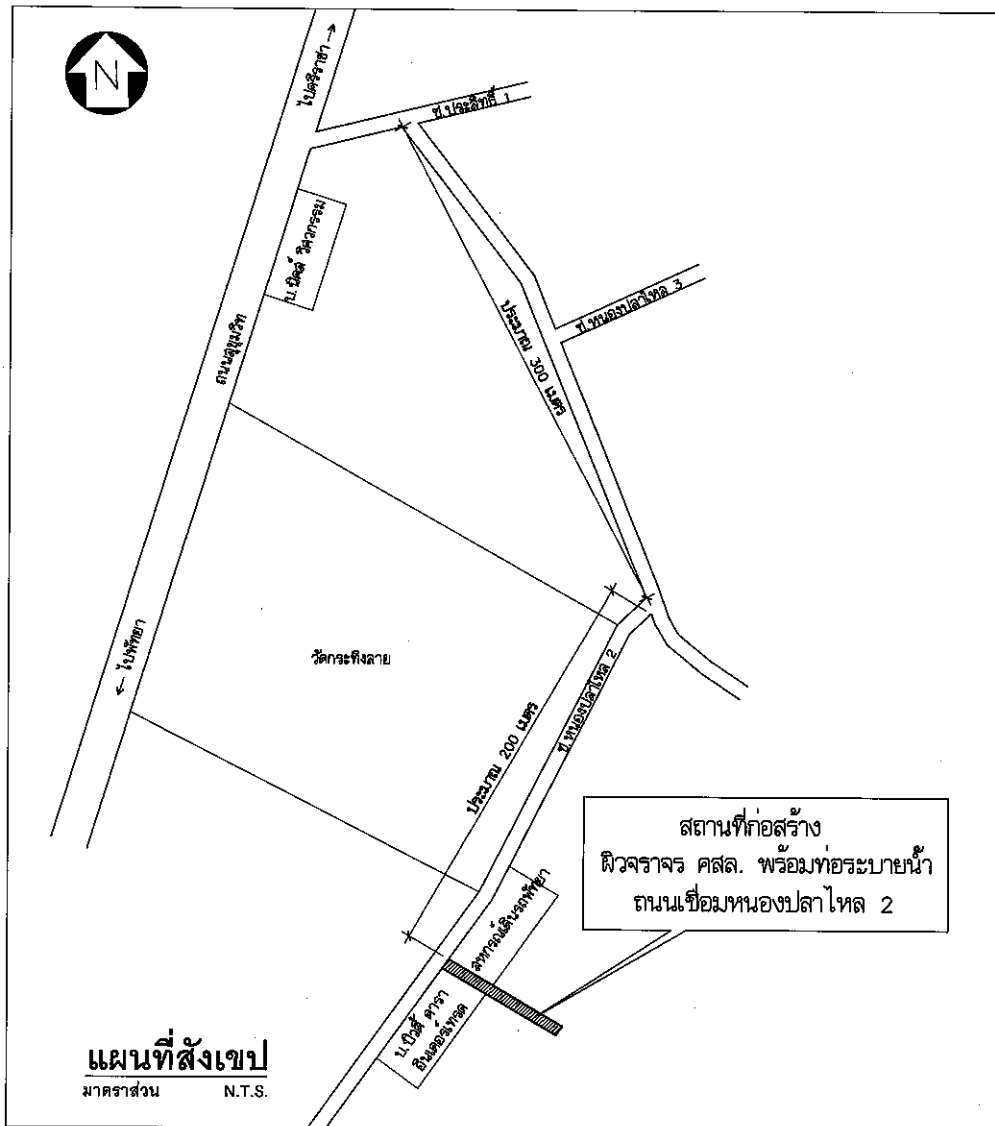 N
ไปศรีราชา →
ซ.ประสิทธิ์ 1
บ.นิคส์ วิศวกรรม
ถนนสุขุมวิท
ซ.หนองปลาไหล 3
ประมาณ 300 เมตร
← ไปพัทยา
วัดกระทิงลาย
ซ.หนองปลาไหล 2
ประมาณ 200 เมตร
สถานที่ก่อสร้าง
ผิวจราจร คสล. พร้อมท่อระบายน้ำ
ถนนเชื่อมหนองปลาไหล 2
สหกรณ์เดินรถพัทยา
บ.บิวตี้ ดารา
อินเตอร์เทรด
แผนที่สังเขป
มาตราส่วน N.T.S.